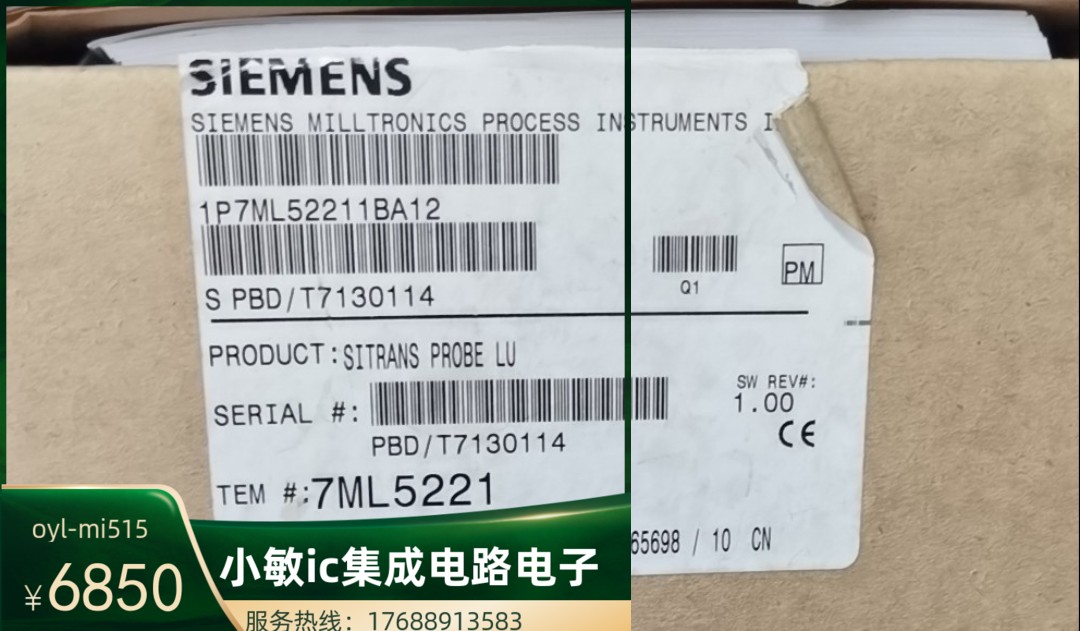 SIEMENS
SIEMENS MILLTRONICS PROCESS INSTRUMENTS I
1P7ML52211BA12
S PBD/T7130114
Q1
PM
PRODUCT:SITRANS PROBE LU
SERIAL #:
PBD/T7130114
SW REV#:
1.00
CE
TEM #:7ML5221
65698 / 10 CN
oyl-mi515
¥6850
小敏ic集成电路电子
服务热线：17688913583